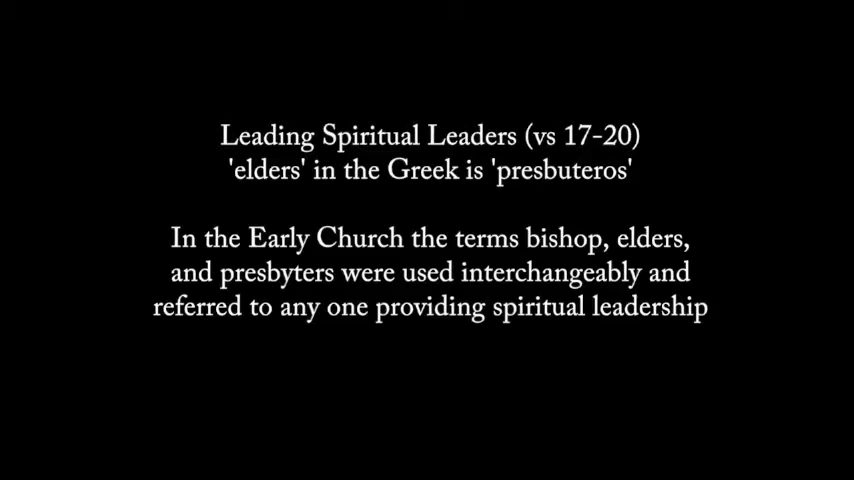 Leading Spiritual Leaders (vs 17-20)
'elders' in the Greek is 'presbuteros'
In the Early Church the terms bishop, elders,
and presbyters were used interchangeably and
referred to any one providing spiritual leadership